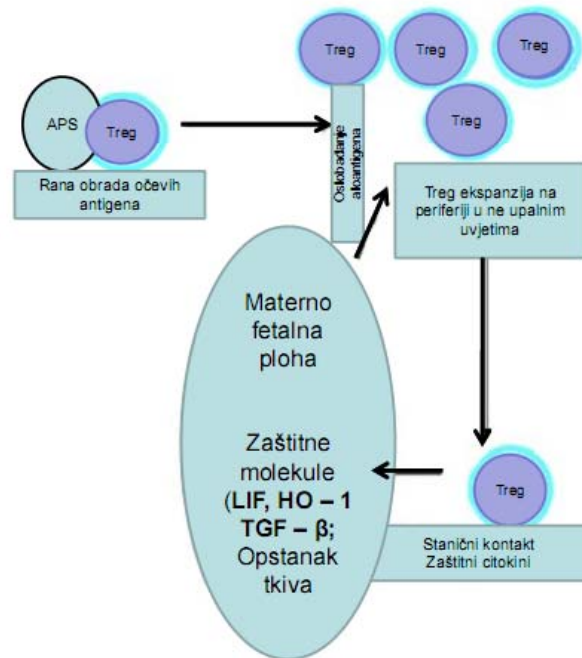 Treg
Treg
Treg
Treg
APS
Treg
Rana obrada očevih
antigena
Oslobađanje
aloantigena
Treg ekspanzija na
periferiji u ne upalnim
uvjetima
Materno
fetalna
ploha
Zaštitne
molekule
(LIF, HO – 1
TGF – β;
Opstanak
tkiva
Treg
Stanični kontakt
Zaštitni citokini